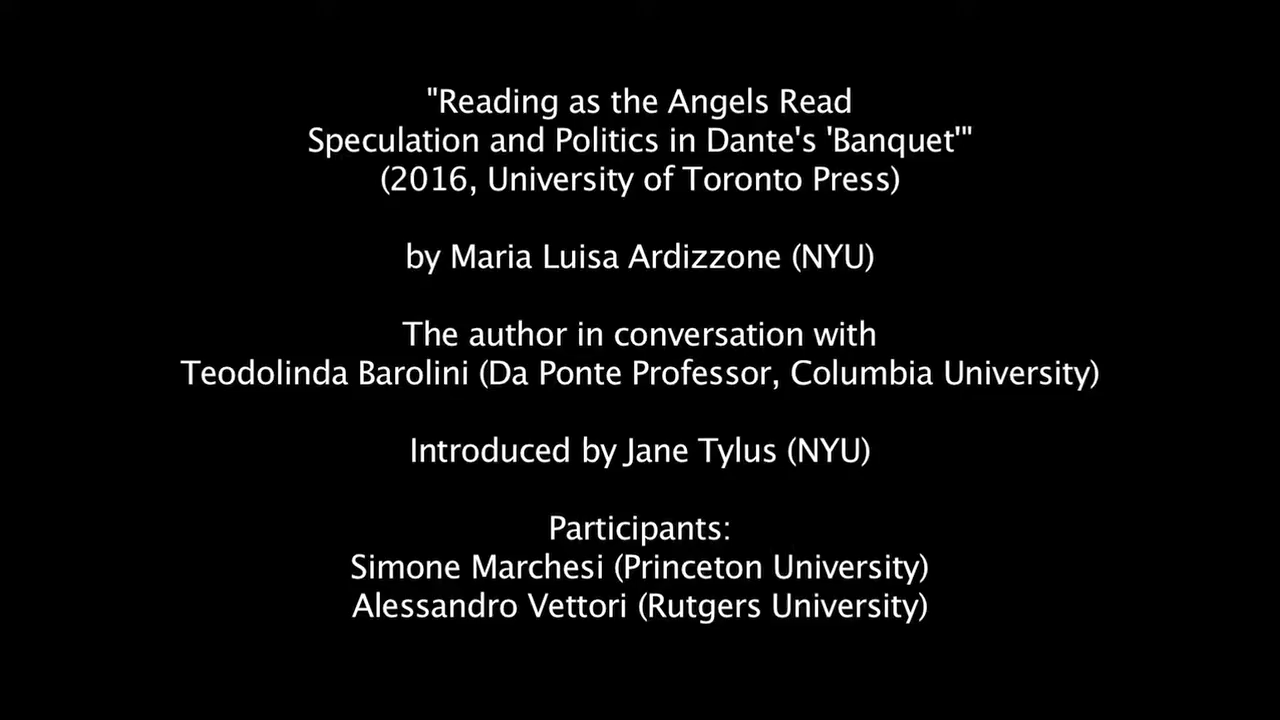 "Reading as the Angels Read
Speculation and Politics in Dante's 'Banquet'"
(2016, University of Toronto Press)
by Maria Luisa Ardizzone (NYU)
The author in conversation with
Teodolinda Barolini (Da Ponte Professor, Columbia University)
Introduced by Jane Tylus (NYU)
Participants:
Simone Marchesi (Princeton University)
Alessandro Vettori (Rutgers University)